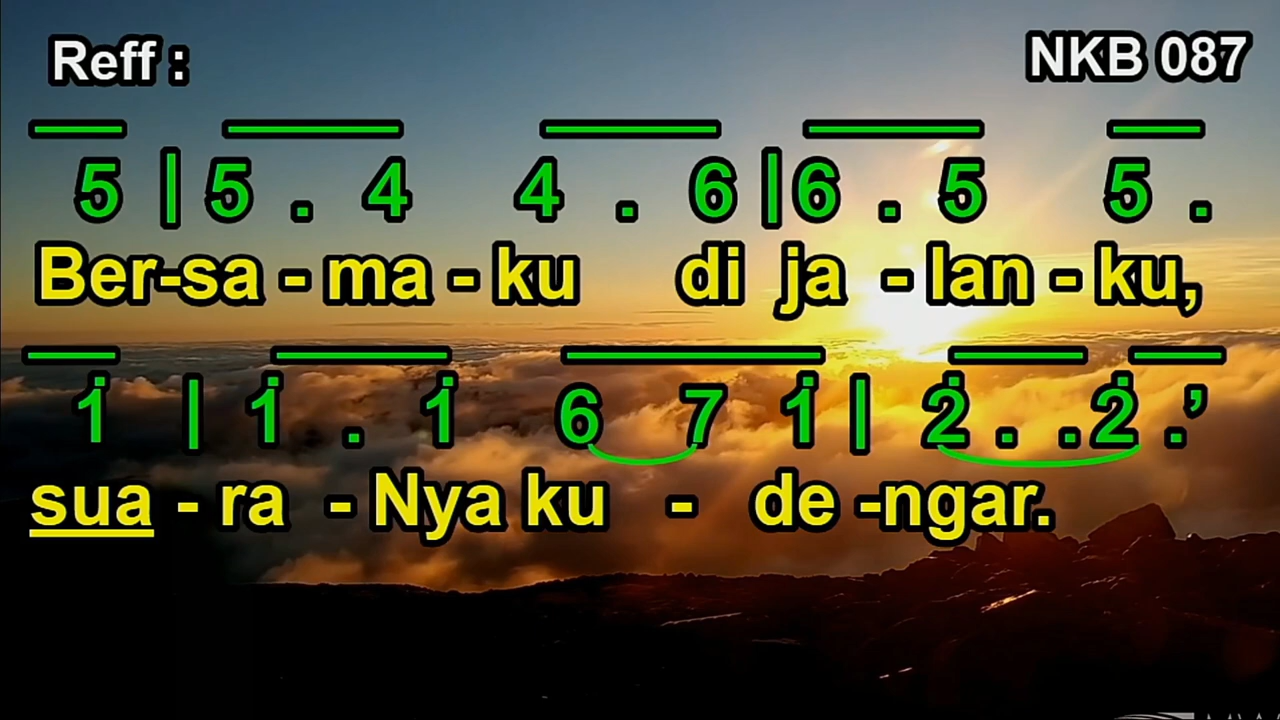 Reff : NKB 087
5 | 5 . 4 4 . 6 | 6 . 5 5 .
Ber-sa - ma - ku di ja - lan - ku,
1̇ | 1̇ . 1̇ 6 7 1̇ | 2̇ . . 2̇ . ’
sua - ra - Nya ku - de -ngar.